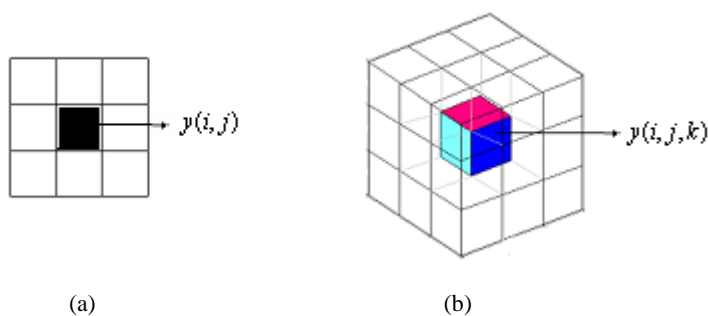 y(i, j)
y(i, j, k)
(a)
(b)